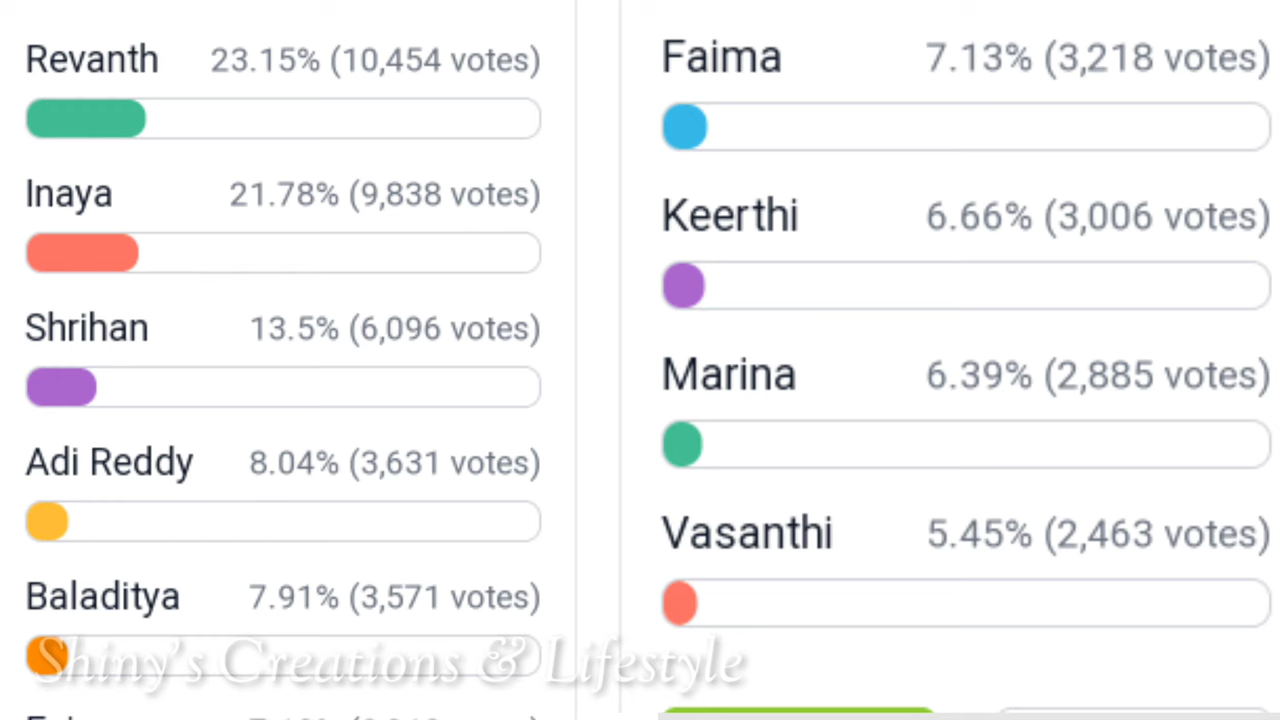 Revanth 23.15% (10,454 votes)
Inaya 21.78% (9,838 votes)
Shrihan 13.5% (6,096 votes)
Adi Reddy 8.04% (3,631 votes)
Baladitya 7.91% (3,571 votes)
Shiny's Creations & Lifestyle
Faima 7.13% (3,218 votes)
Keerthi 6.66% (3,006 votes)
Marina 6.39% (2,885 votes)
Vasanthi 5.45% (2,463 votes)